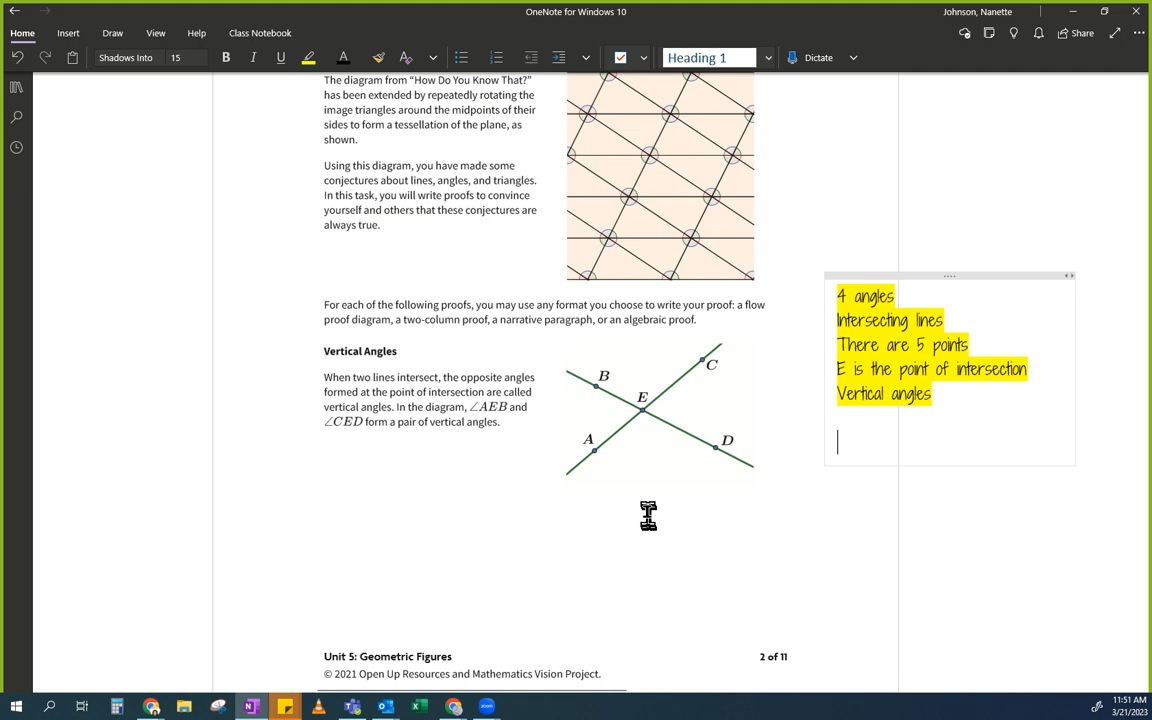 OneNote for Windows 10
Johnson, Nanette
Home Insert Draw View Help Class Notebook
Share
Shadows Into 15 B I U A Heading 1 Dictate
The diagram from “How Do You Know That?”
has been extended by repeatedly rotating the
image triangles around the midpoints of their
sides to form a tessellation of the plane, as
shown.
Using this diagram, you have made some
conjectures about lines, angles, and triangles.
In this task, you will write proofs to convince
yourself and others that these conjectures are
always true.
4 angles
Intersecting lines
There are 5 points
E is the point of intersection
Vertical angles
For each of the following proofs, you may use any format you choose to write your proof: a flow
proof diagram, a two-column proof, a narrative paragraph, or an algebraic proof.
Vertical Angles
When two lines intersect, the opposite angles
formed at the point of intersection are called
vertical angles. In the diagram, ∠AEB and
∠CED form a pair of vertical angles.
B
C
E
A
D
Unit 5: Geometric Figures
2 of 11
© 2021 Open Up Resources and Mathematics Vision Project.
zoom
11:51 AM
3/21/2023